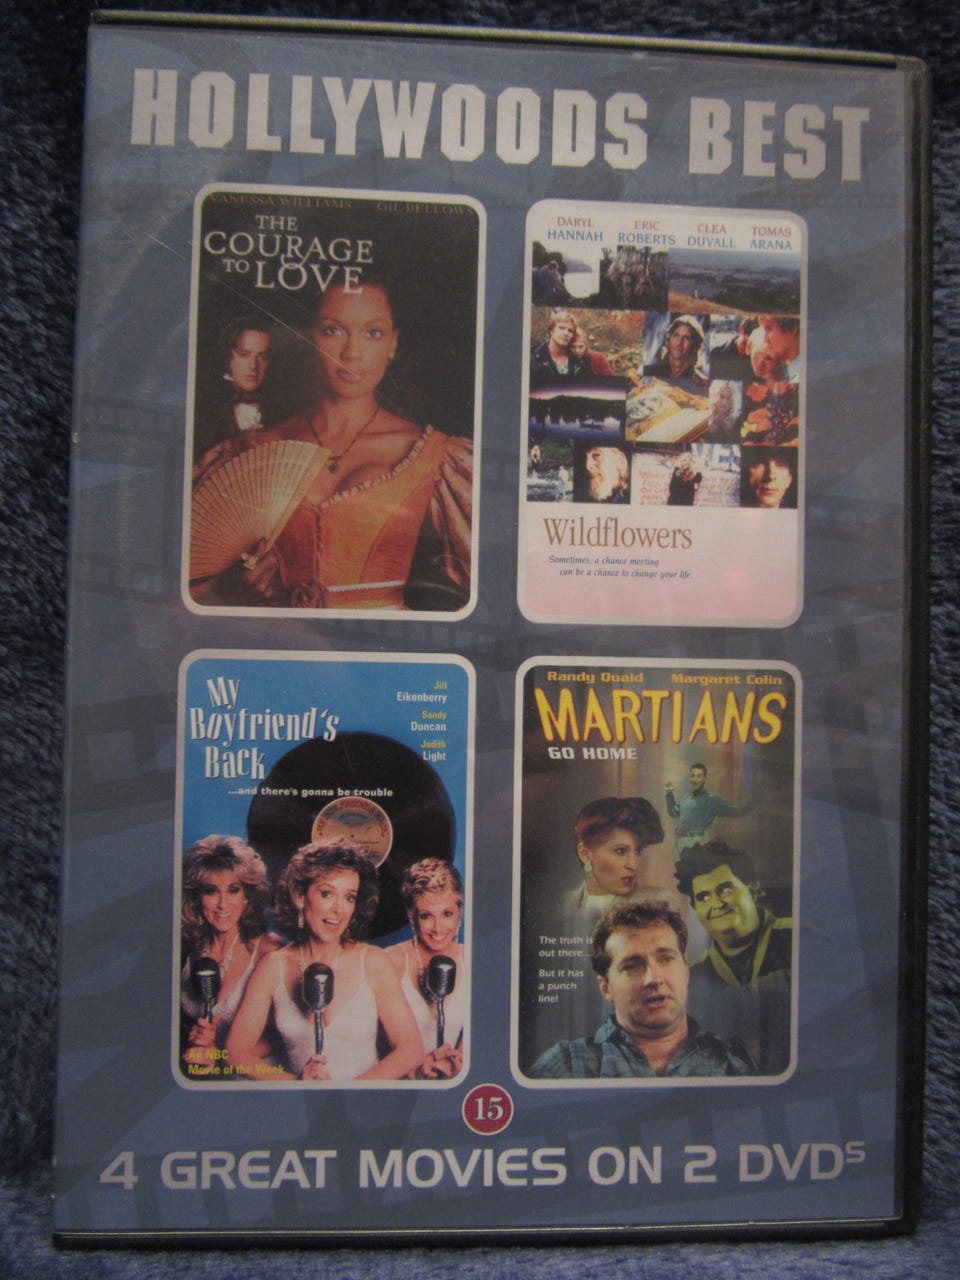 HOLLYWOODS BEST
VANESSA WILLIAMS GIL BELLOWS
THE
COURAGE
TO LOVE
DARYL HANNAH ERIC ROBERTS CLEA DUVALL TOMAS ARANA
Wildflowers
Sometimes, a chance meeting
can be a chance to change your life.
My
Boyfriend's
Back
...and there's gonna be trouble
Jill
Eikenberry
Sandy
Duncan
Judith
Light
An NBC
Movie of the Week
Randy Quaid Margaret Colin
MARTIANS
GO HOME
The truth is
out there...
But it has
a punch
line!
15
4 GREAT MOVIES ON 2 DVDs